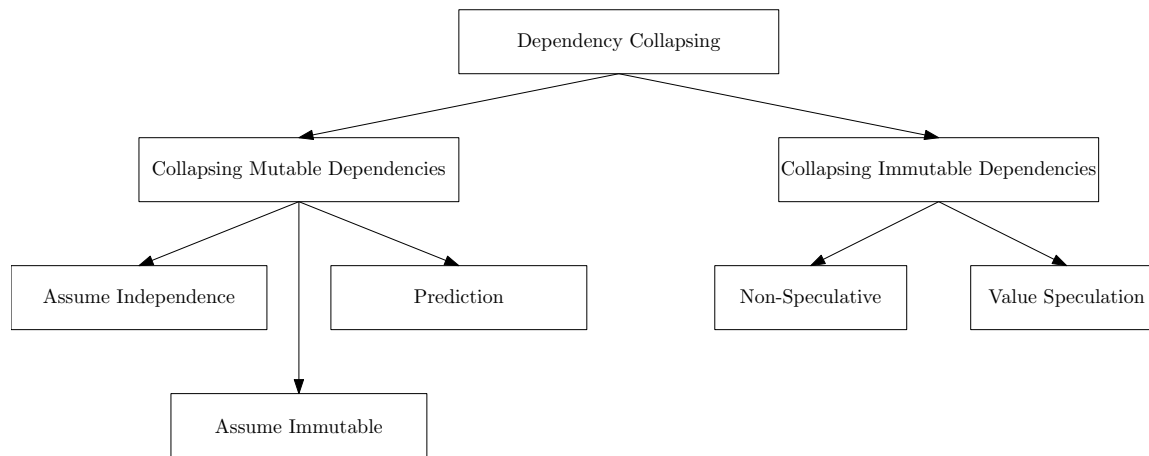 Dependency Collapsing
Collapsing Mutable Dependencies
Collapsing Immutable Dependencies
Assume Independence
Prediction
Non-Speculative
Value Speculation
Assume Immutable